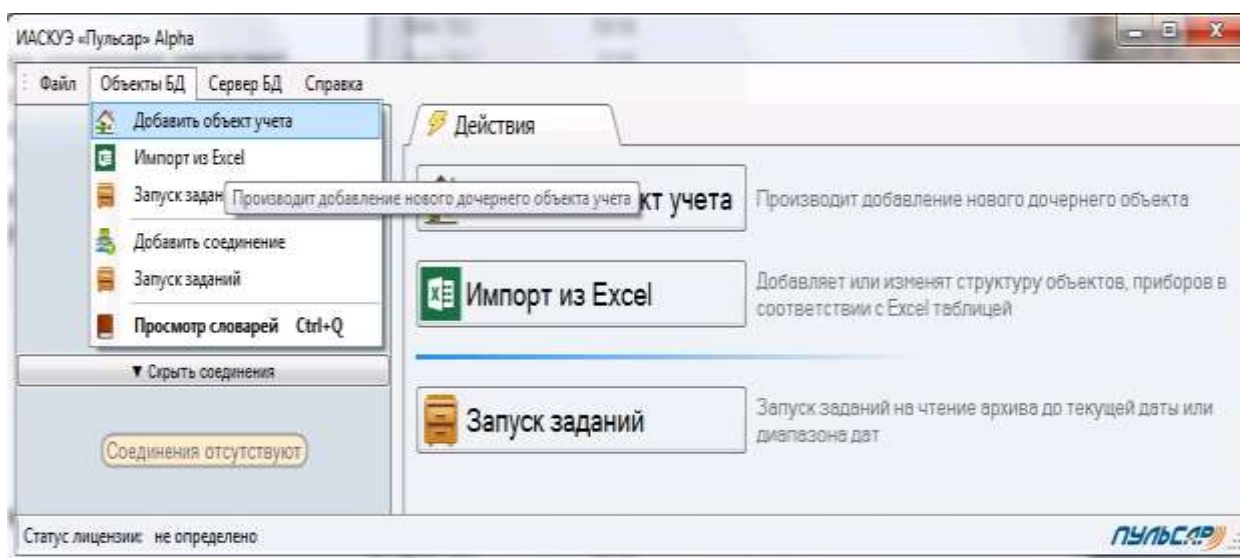 ИАСКУЭ «Пульсар» Alpha
Файл Объекты БД Сервер БД Справка
Добавить объект учета
Импорт из Excel
Запуск задан
Производит добавление нового дочернего объекта учета
Добавить соединение
Запуск заданий
Просмотр словарей Ctrl+Q
▼ Скрыть соединения
Соединения отсутствуют
Действия
кт учета
Производит добавление нового дочернего объекта
Импорт из Excel
Добавляет или изменят структуру объектов, приборов в
соответствии с Excel таблицей
Запуск заданий
Запуск заданий на чтение архива до текущей даты или
диапазона дат
Статус лицензии: не определено
ПУЛЬСАР